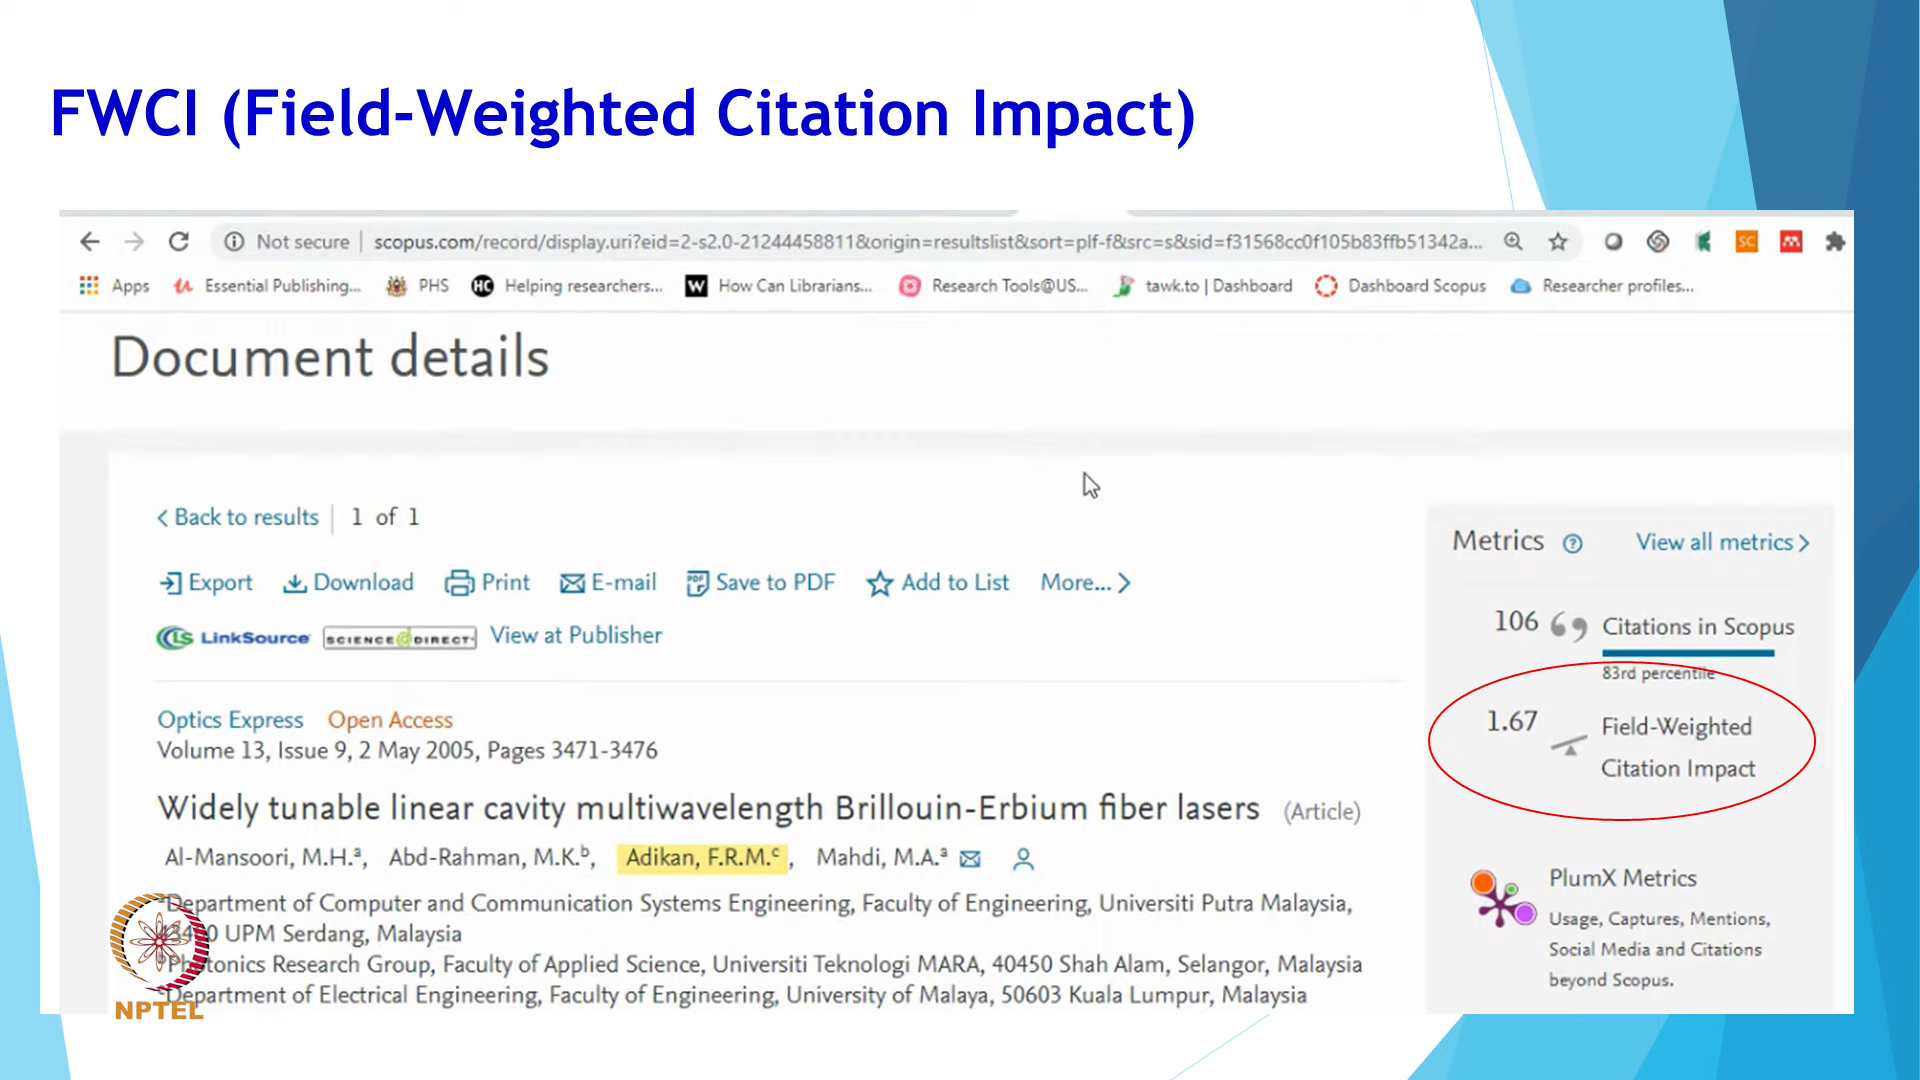 FWCI (Field-Weighted Citation Impact)
Not secure | scopus.com/record/display.uri?eid=2-s2.0-21244458811&origin=resultslist&sort=plf-f&src=s&sid=f31568cc0f105b83ffb51342a...
SC
Apps Essential Publishing... PHS HC Helping researchers... W How Can Librarians... Research Tools@US... tawk.to | Dashboard Dashboard Scopus Researcher profiles...
Document details
Back to results | 1 of 1
Export Download Print E-mail PDF Save to PDF Add to List More...
LS LinkSource SCIENCE@DIRECT View at Publisher
Optics Express Open Access
Volume 13, Issue 9, 2 May 2005, Pages 3471-3476
Widely tunable linear cavity multiwavelength Brillouin-Erbium fiber lasers (Article)
Al-Mansoori, M.H.a, Abd-Rahman, M.K.b, Adikan, F.R.M.c, Mahdi, M.A.a
Department of Computer and Communication Systems Engineering, Faculty of Engineering, Universiti Putra Malaysia,
UPM Serdang, Malaysia
Photonics Research Group, Faculty of Applied Science, Universiti Teknologi MARA, 40450 Shah Alam, Selangor, Malaysia
cDepartment of Electrical Engineering, Faculty of Engineering, University of Malaya, 50603 Kuala Lumpur, Malaysia
Metrics ? View all metrics
106 Citations in Scopus
83rd percentile
1.67 Field-Weighted
Citation Impact
PlumX Metrics
Usage, Captures, Mentions,
Social Media and Citations
beyond Scopus.
NPTEL